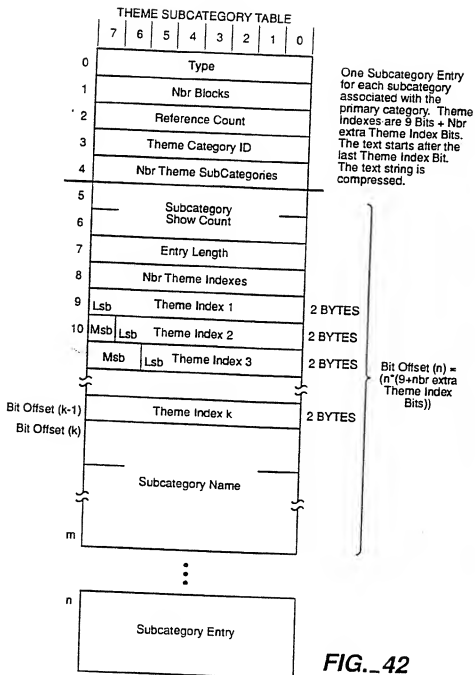 THEME SUBCATEGORY TABLE
7 6 5 4 3 2 1 0
0 Type
1 Nbr Blocks
2 Reference Count
3 Theme Category ID
4 Nbr Theme SubCategories
5
Subcategory
Show Count
6
7 Entry Length
8 Nbr Theme Indexes
9 Lsb Theme Index 1 2 BYTES
10 Msb Lsb Theme Index 2 2 BYTES
Msb Lsb Theme Index 3 2 BYTES
Bit Offset (k-1) Theme Index k 2 BYTES
Bit Offset (k)
Subcategory Name
m
n
Subcategory Entry
One Subcategory Entry
for each subcategory
associated with the
primary category. Theme
Indexes are 9 Bits + Nbr
extra Theme Index Bits.
The text starts after the
last Theme Index Bit.
The text string is
compressed.
Bit Offset (n) =
(n*(9+nbr extra
Theme Index
Bits))
FIG._42